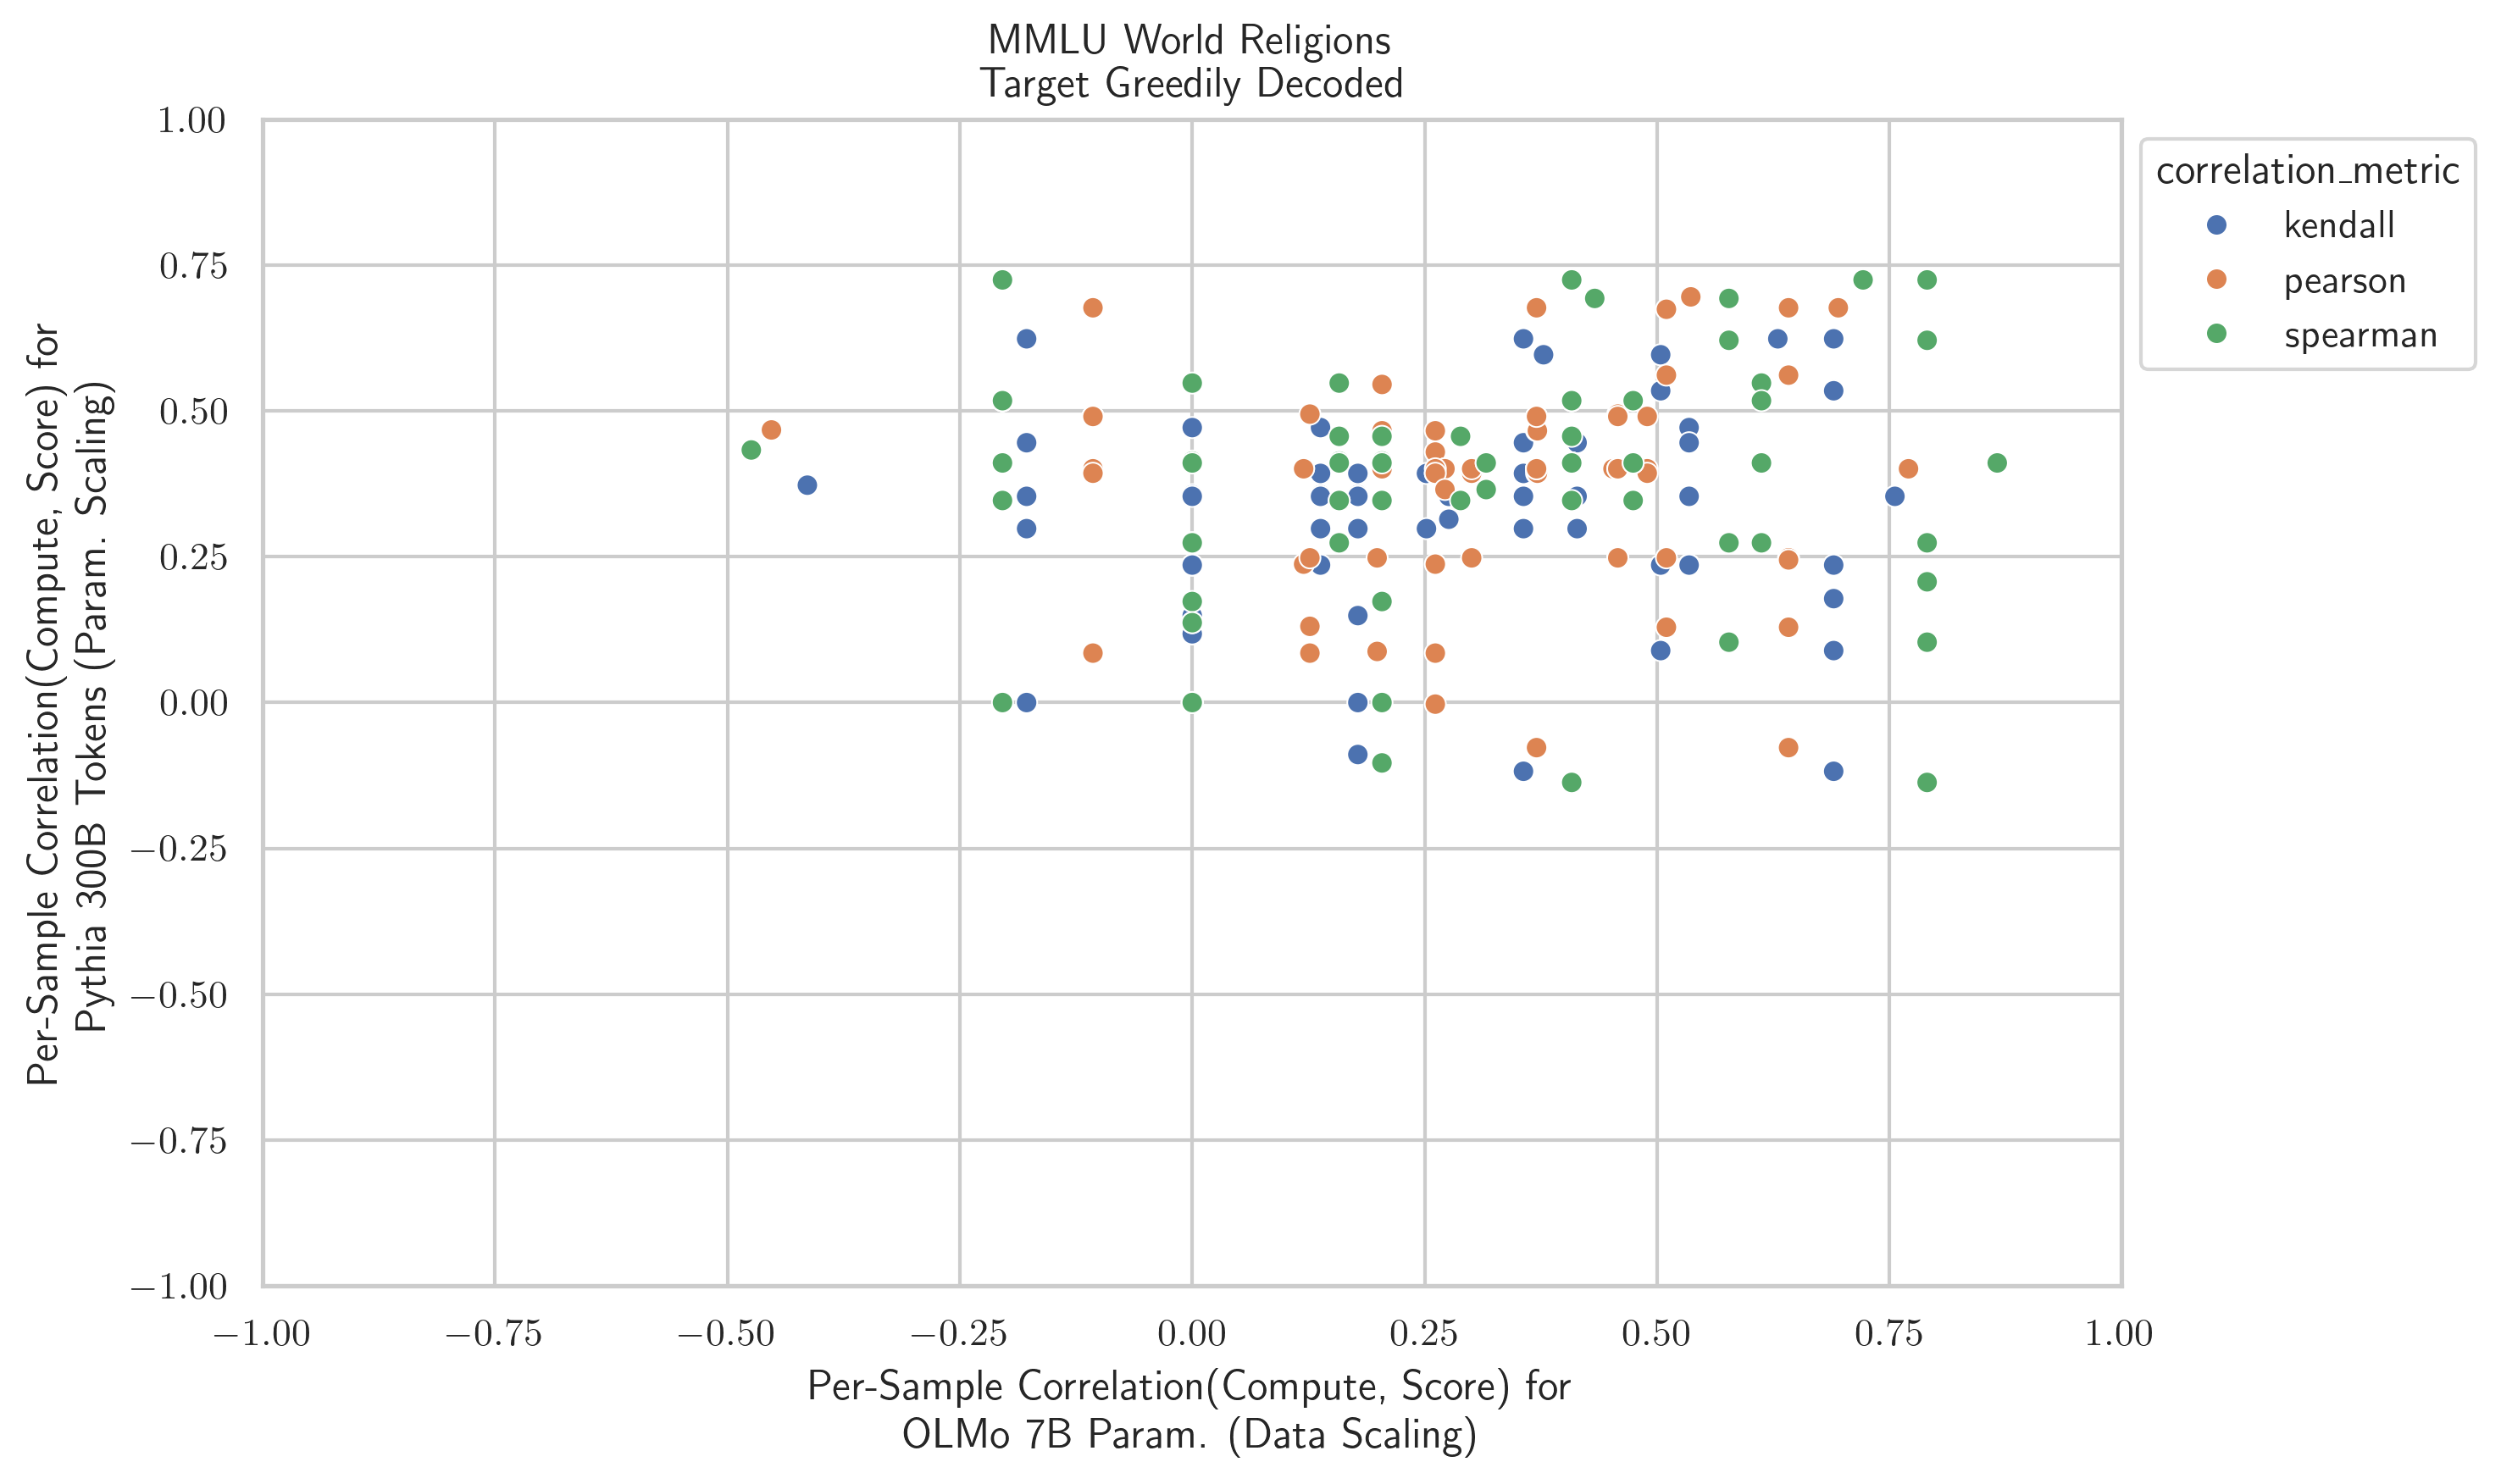 MMLU World Religions
Target Greedily Decoded
1.00
0.75
0.50
0.25
0.00
−0.25
−0.50
−0.75
−1.00
Per-Sample Correlation(Compute, Score) for
Pythia 300B Tokens (Param. Scaling)
correlation_metric
kendall
pearson
spearman
−1.00 −0.75 −0.50 −0.25 0.00 0.25 0.50 0.75 1.00
Per-Sample Correlation(Compute, Score) for
OLMo 7B Param. (Data Scaling)